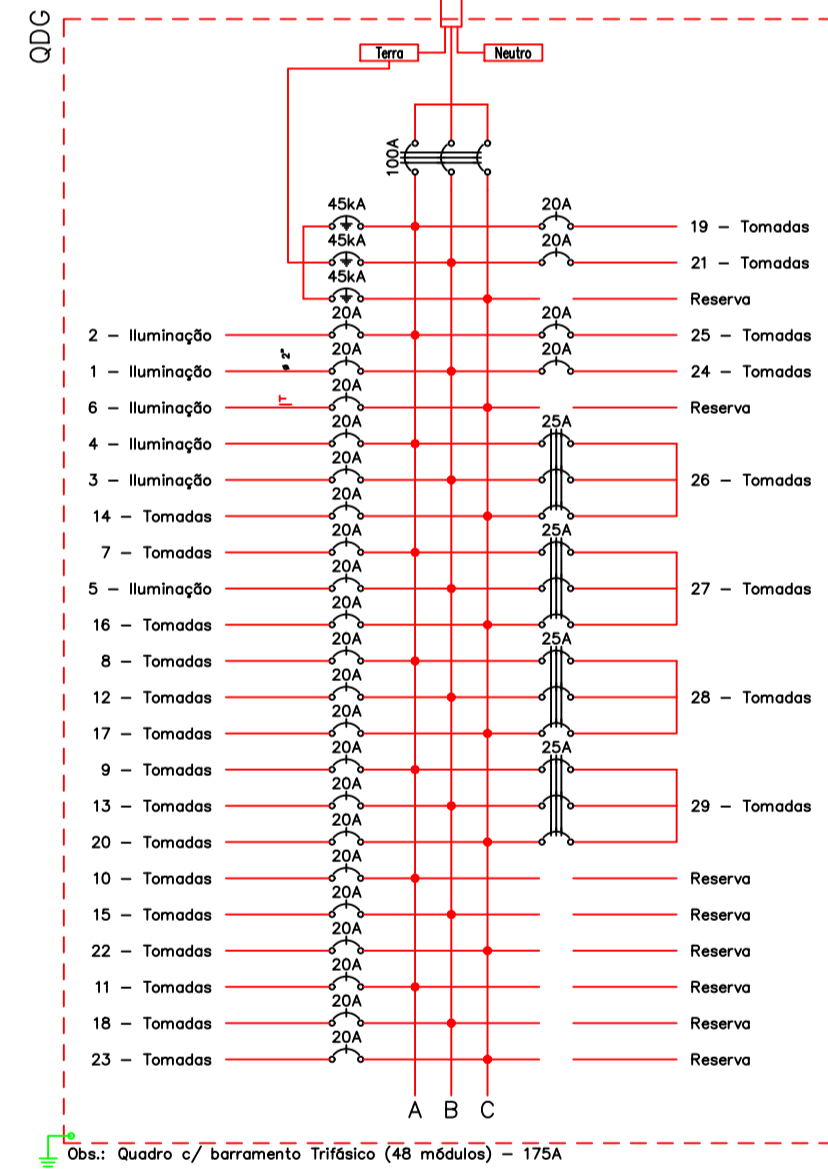 QDG
Terra
Neutro
100A
45kA 20A
19 – Tomadas
45kA 20A
21 – Tomadas
45kA
Reserva
20A 20A
2 – Iluminação 25 – Tomadas
20A 20A
ø 2"
1 – Iluminação 24 – Tomadas
20A
6 – Iluminação Reserva
20A 25A
4 – Iluminação
20A
3 – Iluminação 26 – Tomadas
20A
14 – Tomadas
20A 25A
7 – Tomadas
20A
5 – Iluminação 27 – Tomadas
20A
16 – Tomadas
20A 25A
8 – Tomadas
20A
12 – Tomadas 28 – Tomadas
20A
17 – Tomadas
20A 25A
9 – Tomadas
20A
13 – Tomadas 29 – Tomadas
20A
20 – Tomadas
20A
10 – Tomadas Reserva
20A
15 – Tomadas Reserva
20A
22 – Tomadas Reserva
20A
11 – Tomadas Reserva
20A
18 – Tomadas Reserva
20A
23 – Tomadas Reserva
A B C
Obs.: Quadro c/ barramento Trifásico (48 módulos) – 175A